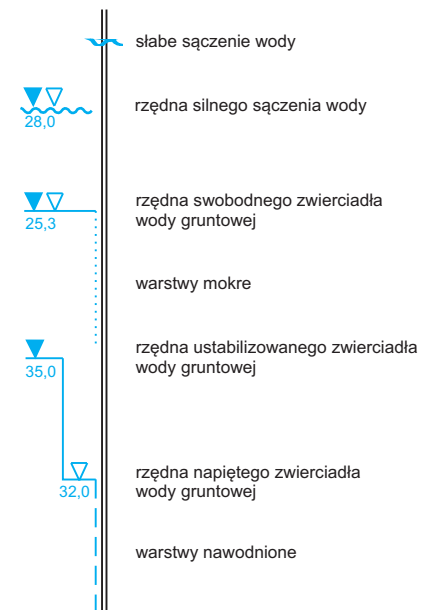 słabe sączenie wody
rzędna silnego sączenia wody
28,0
rzędna swobodnego zwierciadła
wody gruntowej
25,3
warstwy mokre
rzędna ustabilizowanego zwierciadła
wody gruntowej
35,0
rzędna napiętego zwierciadła
wody gruntowej
32,0
warstwy nawodnione